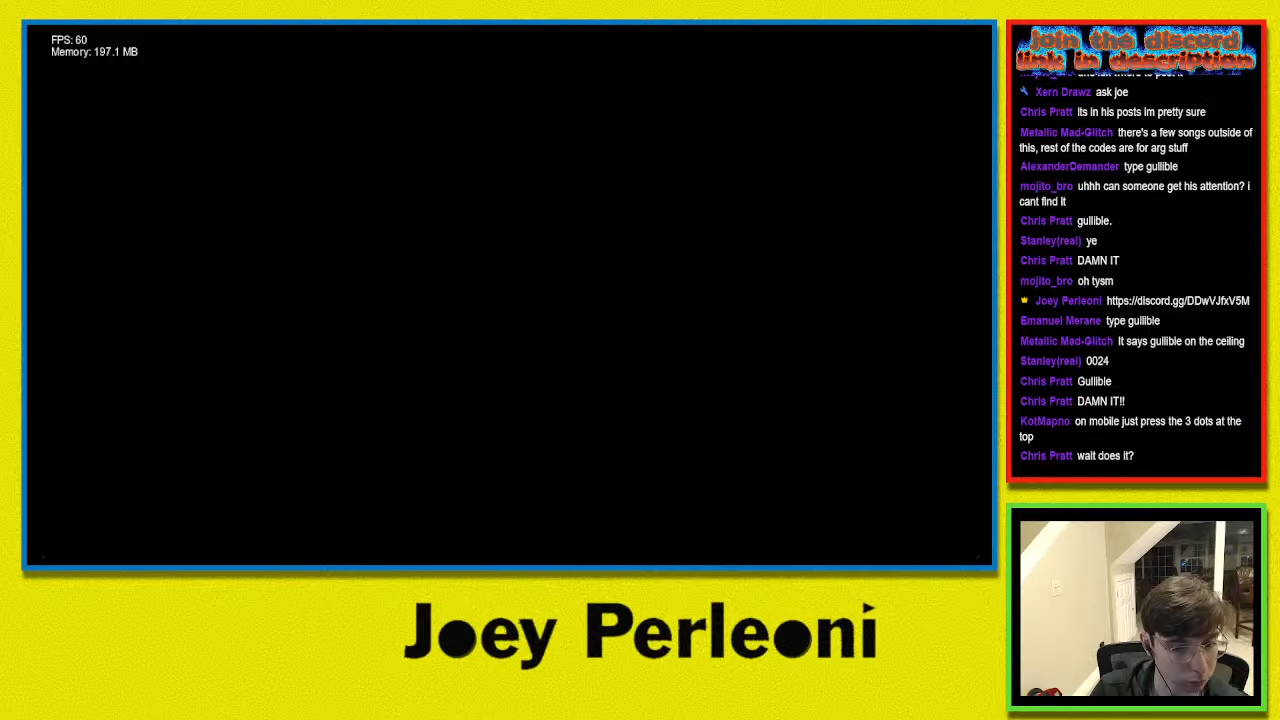 FPS: 60
Memory: 197.1 MB
join the discord
link in description
Xern Drawz ask joe
Chris Pratt Its in his posts im pretty sure
Metallic Mad-Glitch there's a few songs outside of
this, rest of the codes are for arg stuff
AlexanderDemander type gullible
mojito_bro uhhh can someone get his attention? i
cant find it
Chris Pratt gullible.
Stanley(real) ye
Chris Pratt DAMN IT
mojito_bro oh tysm
Joey Perleoni https://discord.gg/DDwVJfxV5M
Emanuel Merane type gullible
Metallic Mad-Glitch It says gullible on the ceiling
Stanley(real) 0024
Chris Pratt Gullible
Chris Pratt DAMN IT!!
KotMapno on mobile just press the 3 dots at the
top
Chris Pratt wait does it?
Joey Perleoni